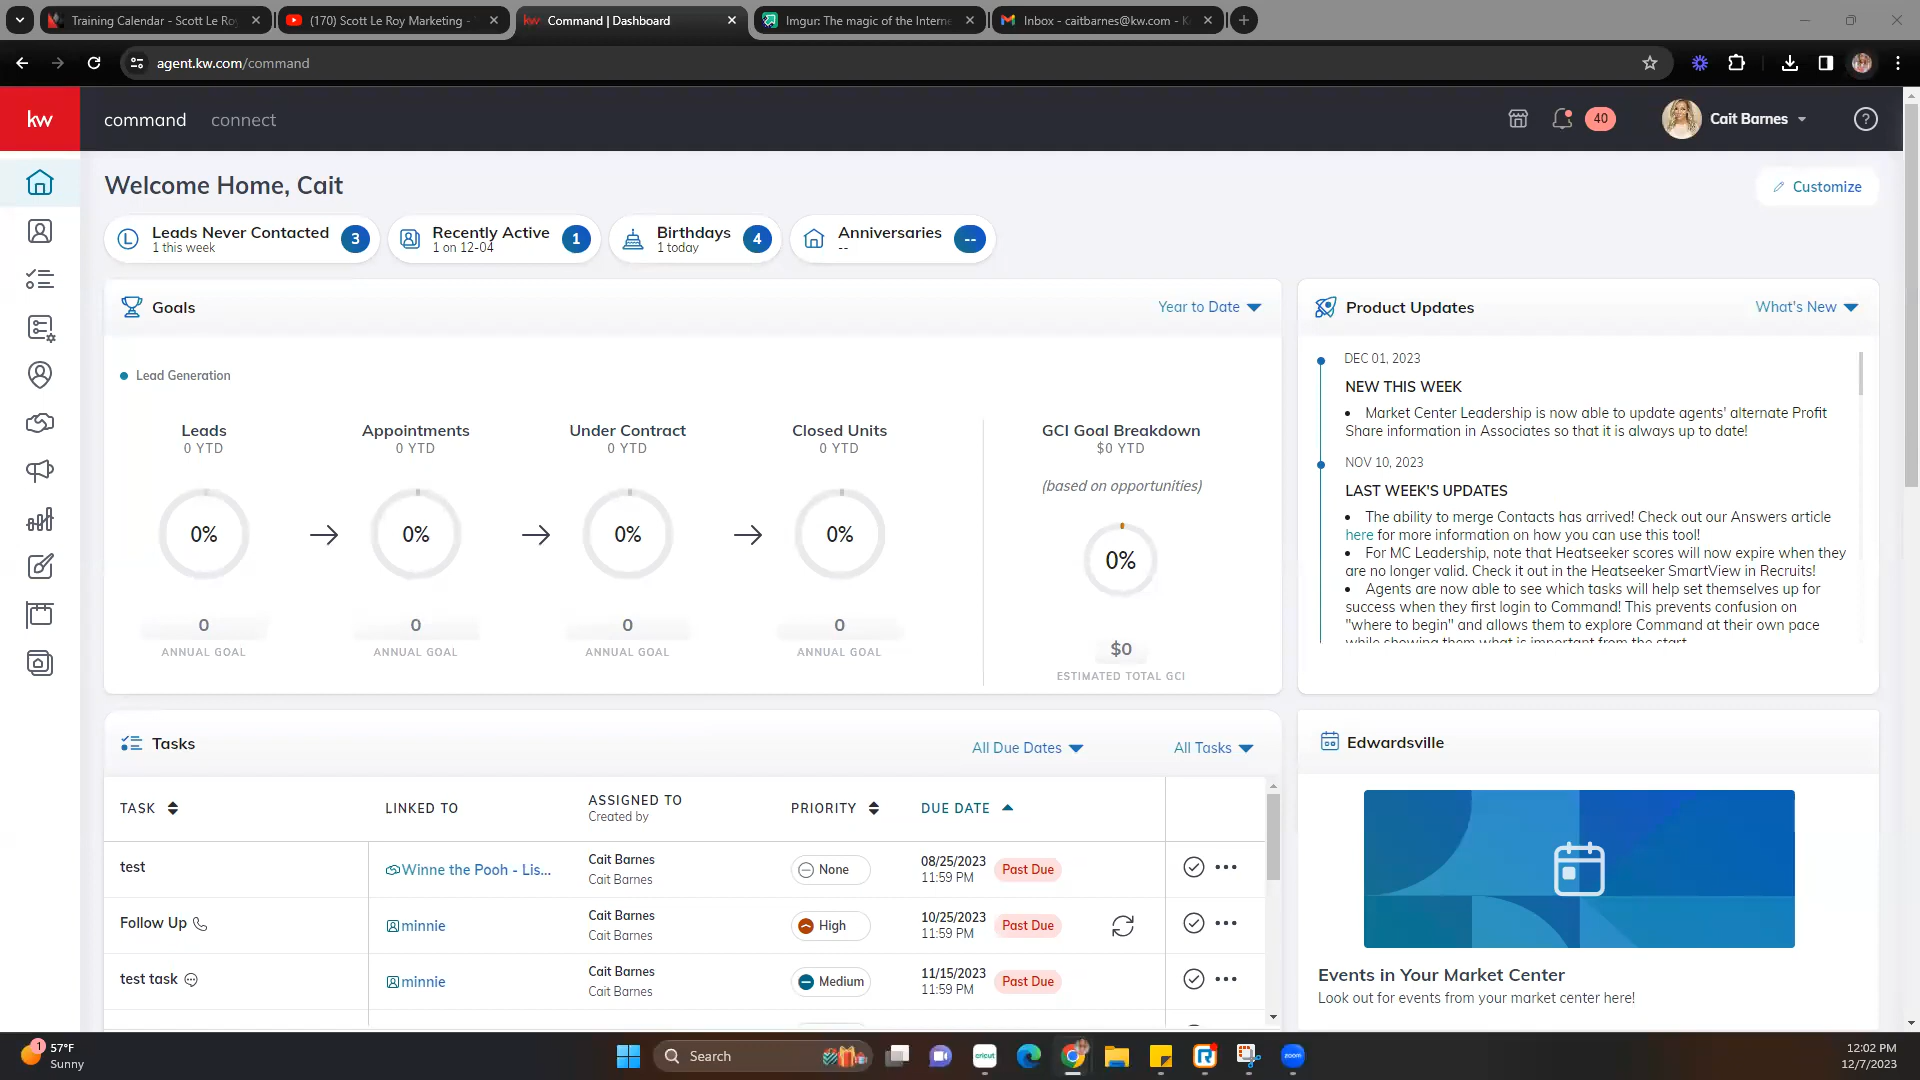 Training Calendar - Scott Le Roy
(170) Scott Le Roy Marketing -
kw Command | Dashboard
Imgur: The magic of the Interne
Inbox - caitbarnes@kw.com - K
agent.kw.com/command
kw
command
connect
40
Cait Barnes
?
Welcome Home, Cait
Customize
L
Leads Never Contacted
1 this week
3
Recently Active
1 on 12-04
1
Birthdays
1 today
4
Anniversaries
--
--
Goals
Year to Date
Lead Generation
Leads
0 YTD
0%
0
ANNUAL GOAL
Appointments
0 YTD
0%
0
ANNUAL GOAL
Under Contract
0 YTD
0%
0
ANNUAL GOAL
Closed Units
0 YTD
0%
0
ANNUAL GOAL
GCI Goal Breakdown
$0 YTD
(based on opportunities)
0%
$0
ESTIMATED TOTAL GCI
Product Updates
What's New
DEC 01, 2023
NEW THIS WEEK
• Market Center Leadership is now able to update agents' alternate Profit
Share information in Associates so that it is always up to date!
NOV 10, 2023
LAST WEEK'S UPDATES
• The ability to merge Contacts has arrived! Check out our Answers article
here for more information on how you can use this tool!
• For MC Leadership, note that Heatseeker scores will now expire when they
are no longer valid. Check it out in the Heatseeker SmartView in Recruits!
• Agents are now able to see which tasks will help set themselves up for
success when they first login to Command! This prevents confusion on
"where to begin" and allows them to explore Command at their own pace
while showing them what is important from the start
Tasks
All Due Dates
All Tasks
TASK
LINKED TO
ASSIGNED TO
Created by
PRIORITY
DUE DATE
test
Winne the Pooh - Lis...
Cait Barnes
Cait Barnes
None
08/25/2023
11:59 PM
Past Due
Follow Up
minnie
Cait Barnes
Cait Barnes
High
10/25/2023
11:59 PM
Past Due
test task
minnie
Cait Barnes
Cait Barnes
Medium
11/15/2023
11:59 PM
Past Due
Edwardsville
Events in Your Market Center
Look out for events from your market center here!
1
57°F
Sunny
Search
cricut
zoom
12:02 PM
12/7/2023